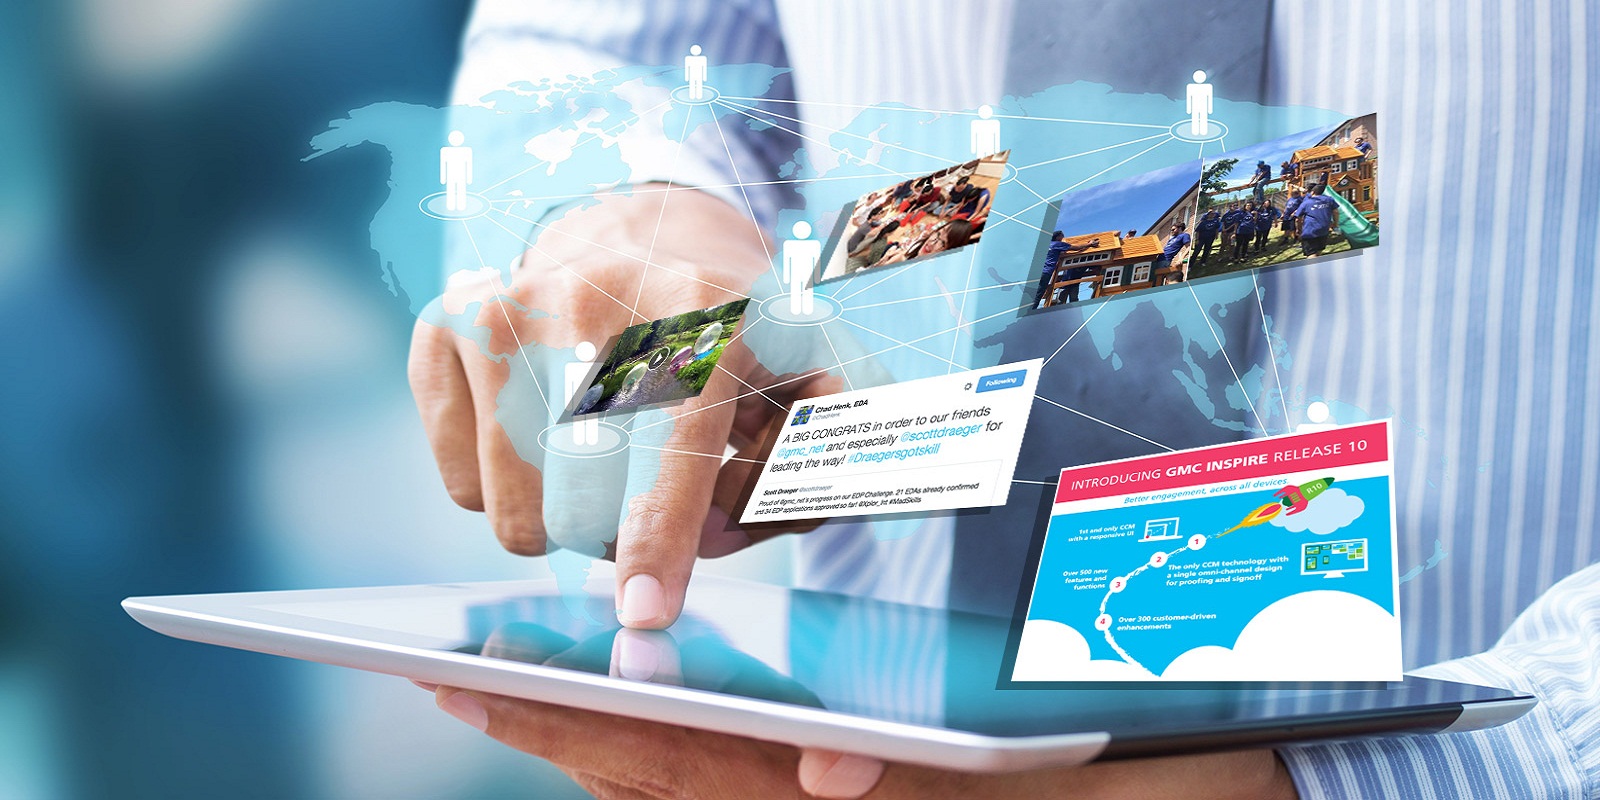 Chad Henk, EDA
@ChadHenk
Following
A BIG CONGRATS in order to our friends
@gmc_net and especially @scottdraeger for
leading the way! #Draegersgotskill
Scott Draeger @scottdraeger
Proud of @gmc_net's progress on our EDP Challenge. 21 EDAs already confirmed
and 34 EDP applications approved so far! @Xplor_Int #MadSkills
INTRODUCING GMC INSPIRE RELEASE 10
Better engagement, across all devices
R10
1st and only CCM
with a responsive UI
1
2
The only CCM technology with
a single omni-channel design
for proofing and signoff
Over 500 new
features and
functions
3
4
Over 300 customer-driven
enhancements